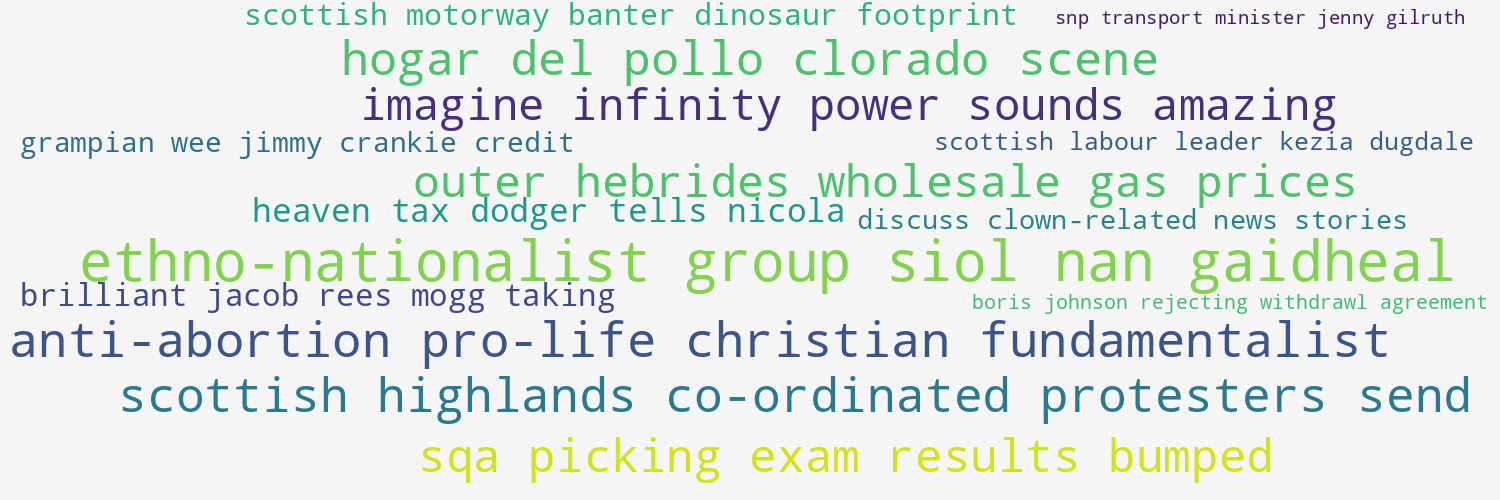 scottish motorway banter dinosaur footprint
snp transport minister jenny gilruth
hogar del pollo clorado scene
imagine infinity power sounds amazing
grampian wee jimmy crankie credit
scottish labour leader kezia dugdale
outer hebrides wholesale gas prices
heaven tax dodger tells nicola
discuss clown-related news stories
ethno-nationalist group siol nan gaidheal
brilliant jacob rees mogg taking
boris johnson rejecting withdrawl agreement
anti-abortion pro-life christian fundamentalist
scottish highlands co-ordinated protesters send
sqa picking exam results bumped